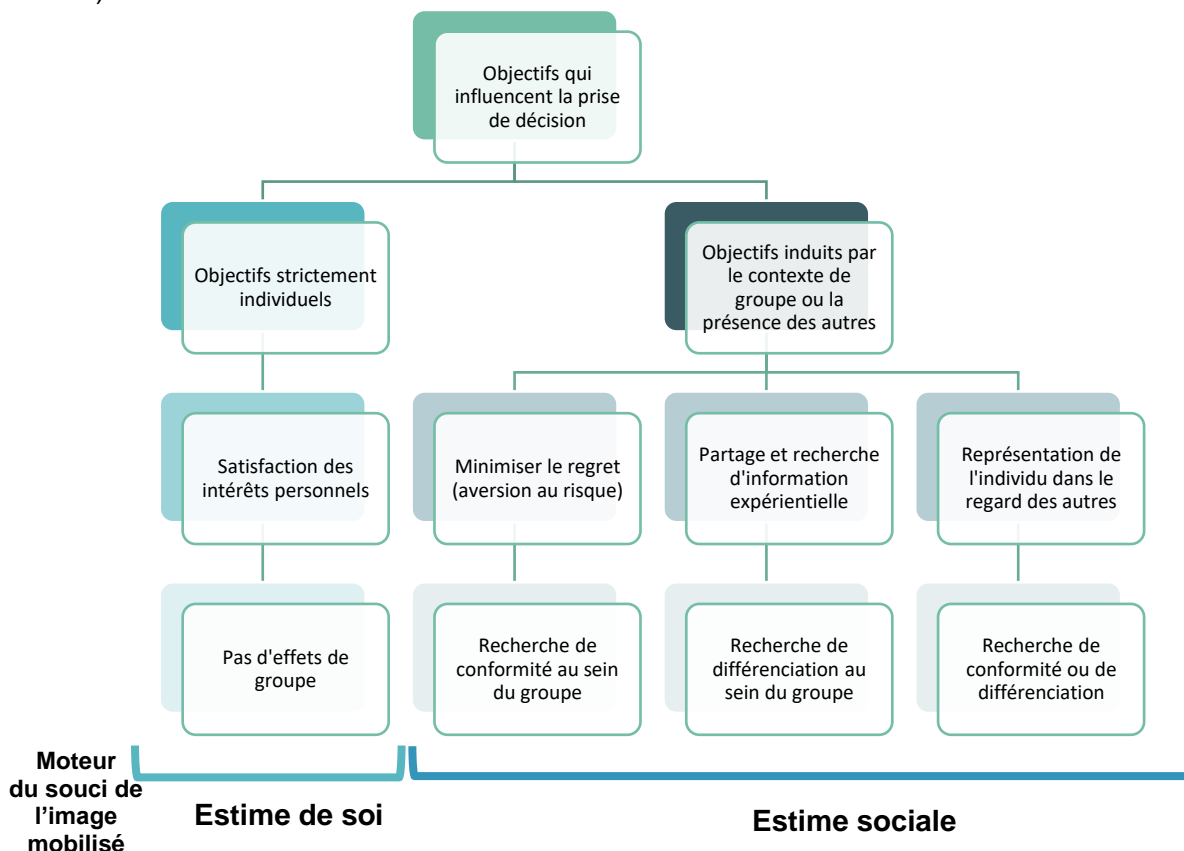 Objectifs qui
influencent la prise
de décision
Objectifs strictement
individuels
Objectifs induits par
le contexte de
groupe ou la
présence des autres
Satisfaction des
intérêts personnels
Minimiser le regret
(aversion au risque)
Partage et recherche
d'information
expérientielle
Représentation de
l'individu dans le
regard des autres
Pas d'effets de
groupe
Recherche de
conformité au sein
du groupe
Recherche de
différenciation au
sein du groupe
Recherche de
conformité ou de
différenciation
Moteur
du souci de
l’image
mobilisé
Estime de soi
Estime sociale